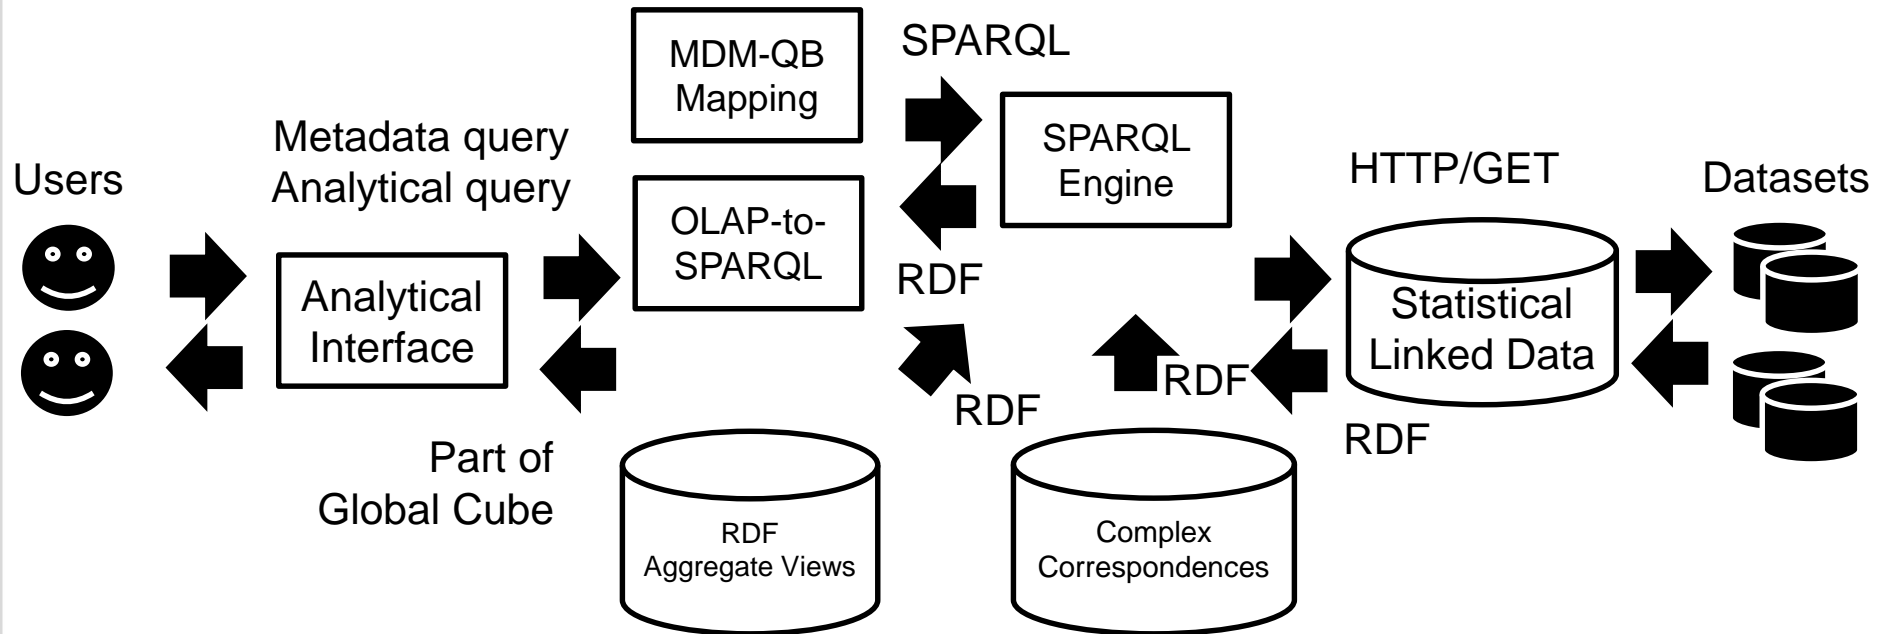 Users
Metadata query
Analytical query
Analytical
Interface
Part of
Global Cube
MDM-QB
Mapping
OLAP-to-
SPARQL
RDF
Aggregate Views
SPARQL
RDF
RDF
SPARQL
Engine
RDF
Complex
Correspondences
HTTP/GET
Statistical
Linked Data
RDF
Datasets